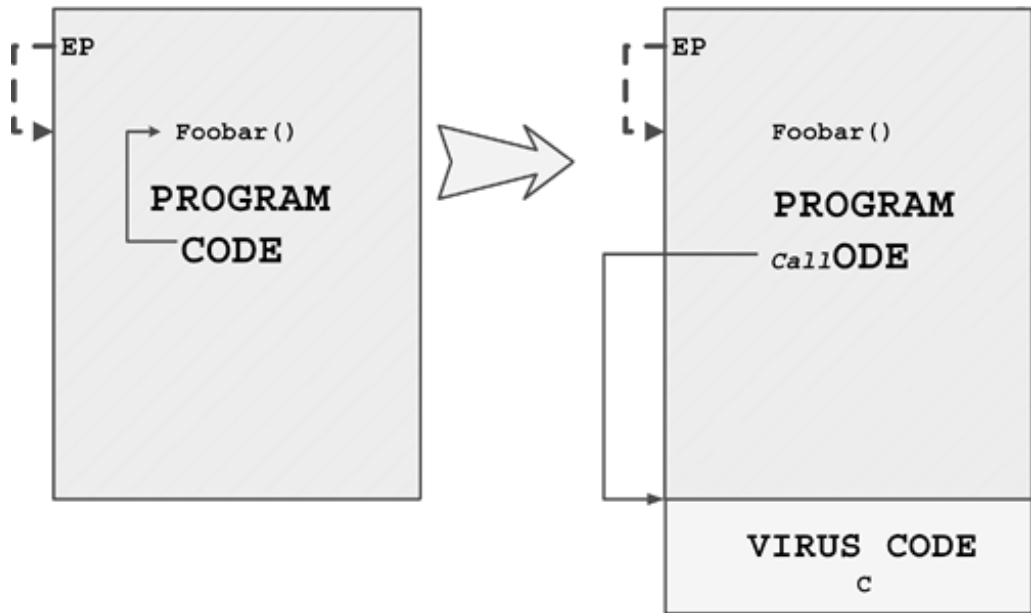 EP
Foobar()
PROGRAM
CODE
EP
Foobar()
PROGRAM
CallODE
VIRUS CODE
C